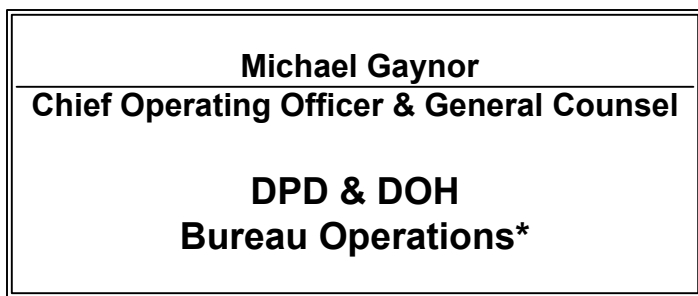 Michael Gaynor
Chief Operating Officer & General Counsel
DPD & DOH
Bureau Operations*